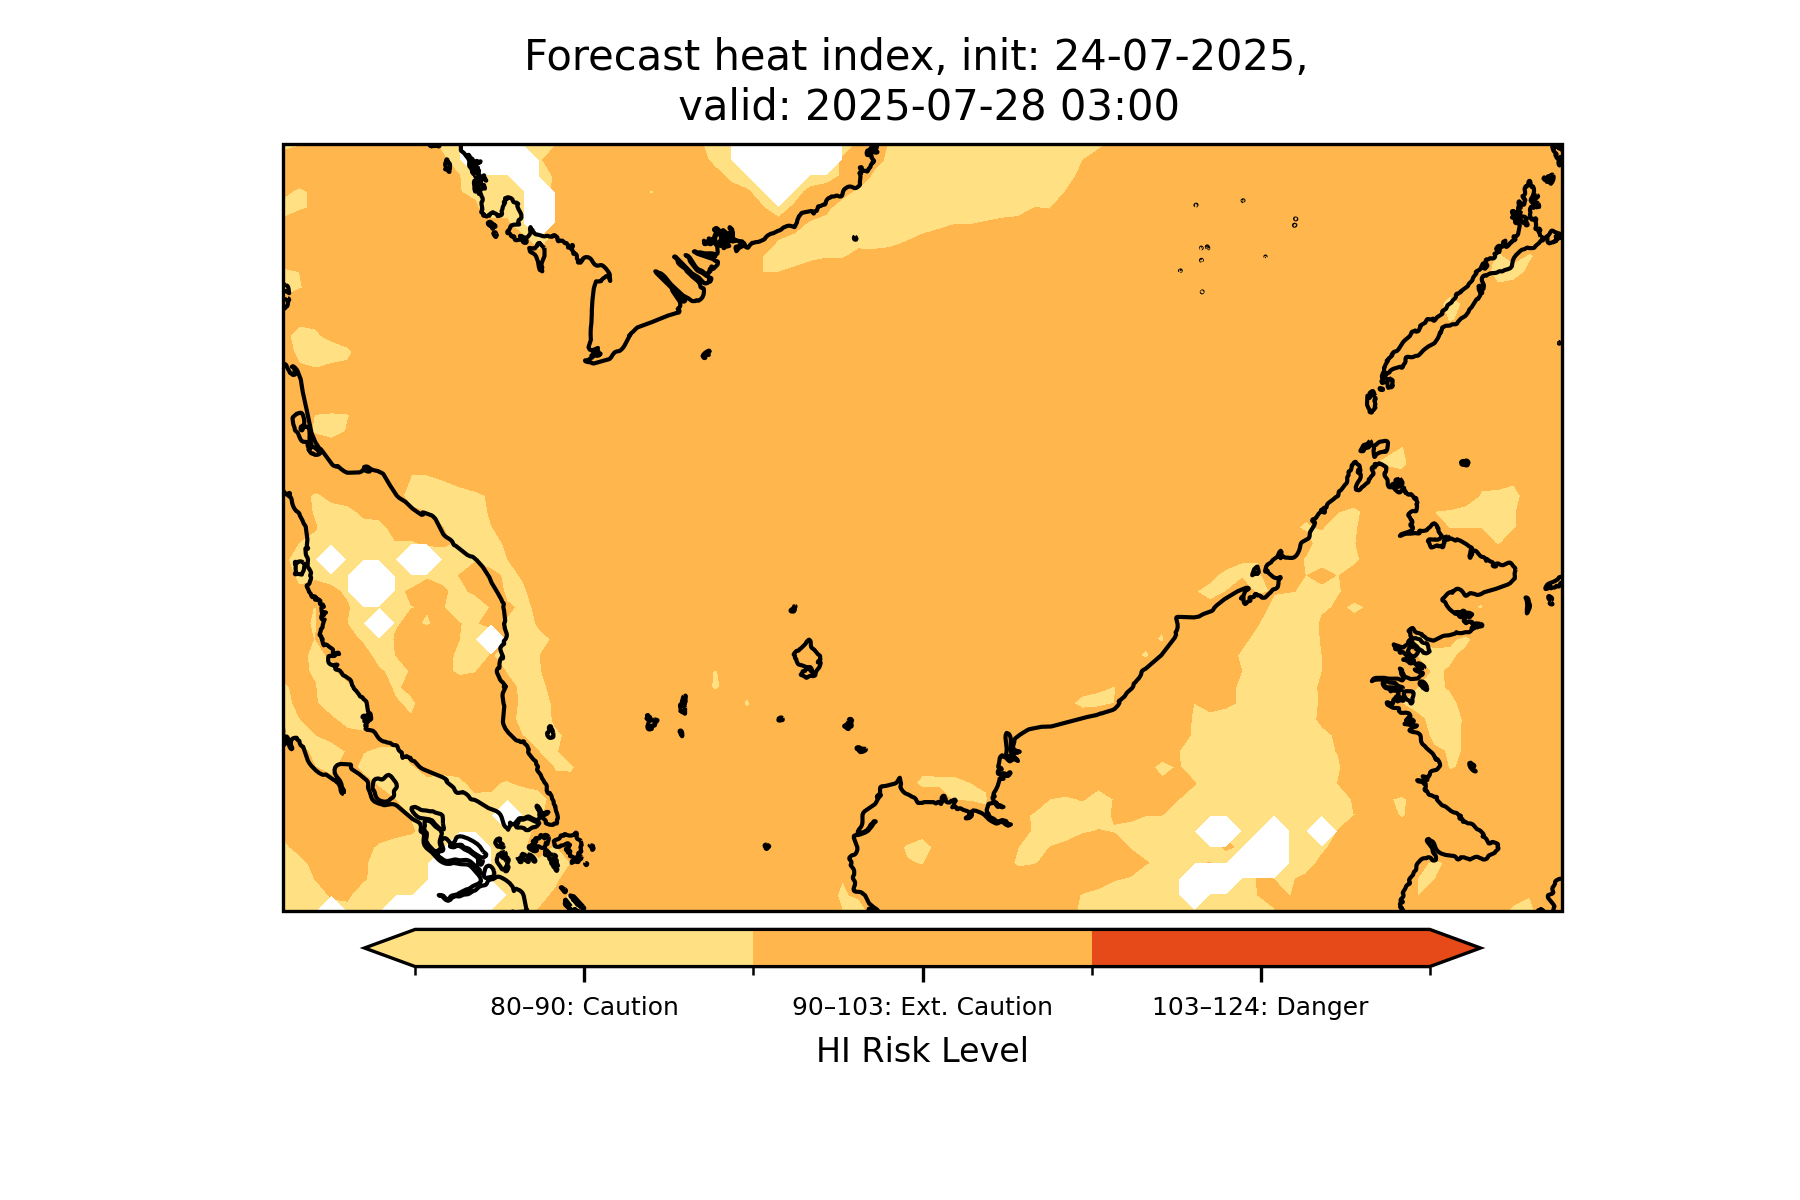 Forecast heat index, init: 24-07-2025,
valid: 2025-07-28 03:00
80–90: Caution
90–103: Ext. Caution
103–124: Danger
HI Risk Level